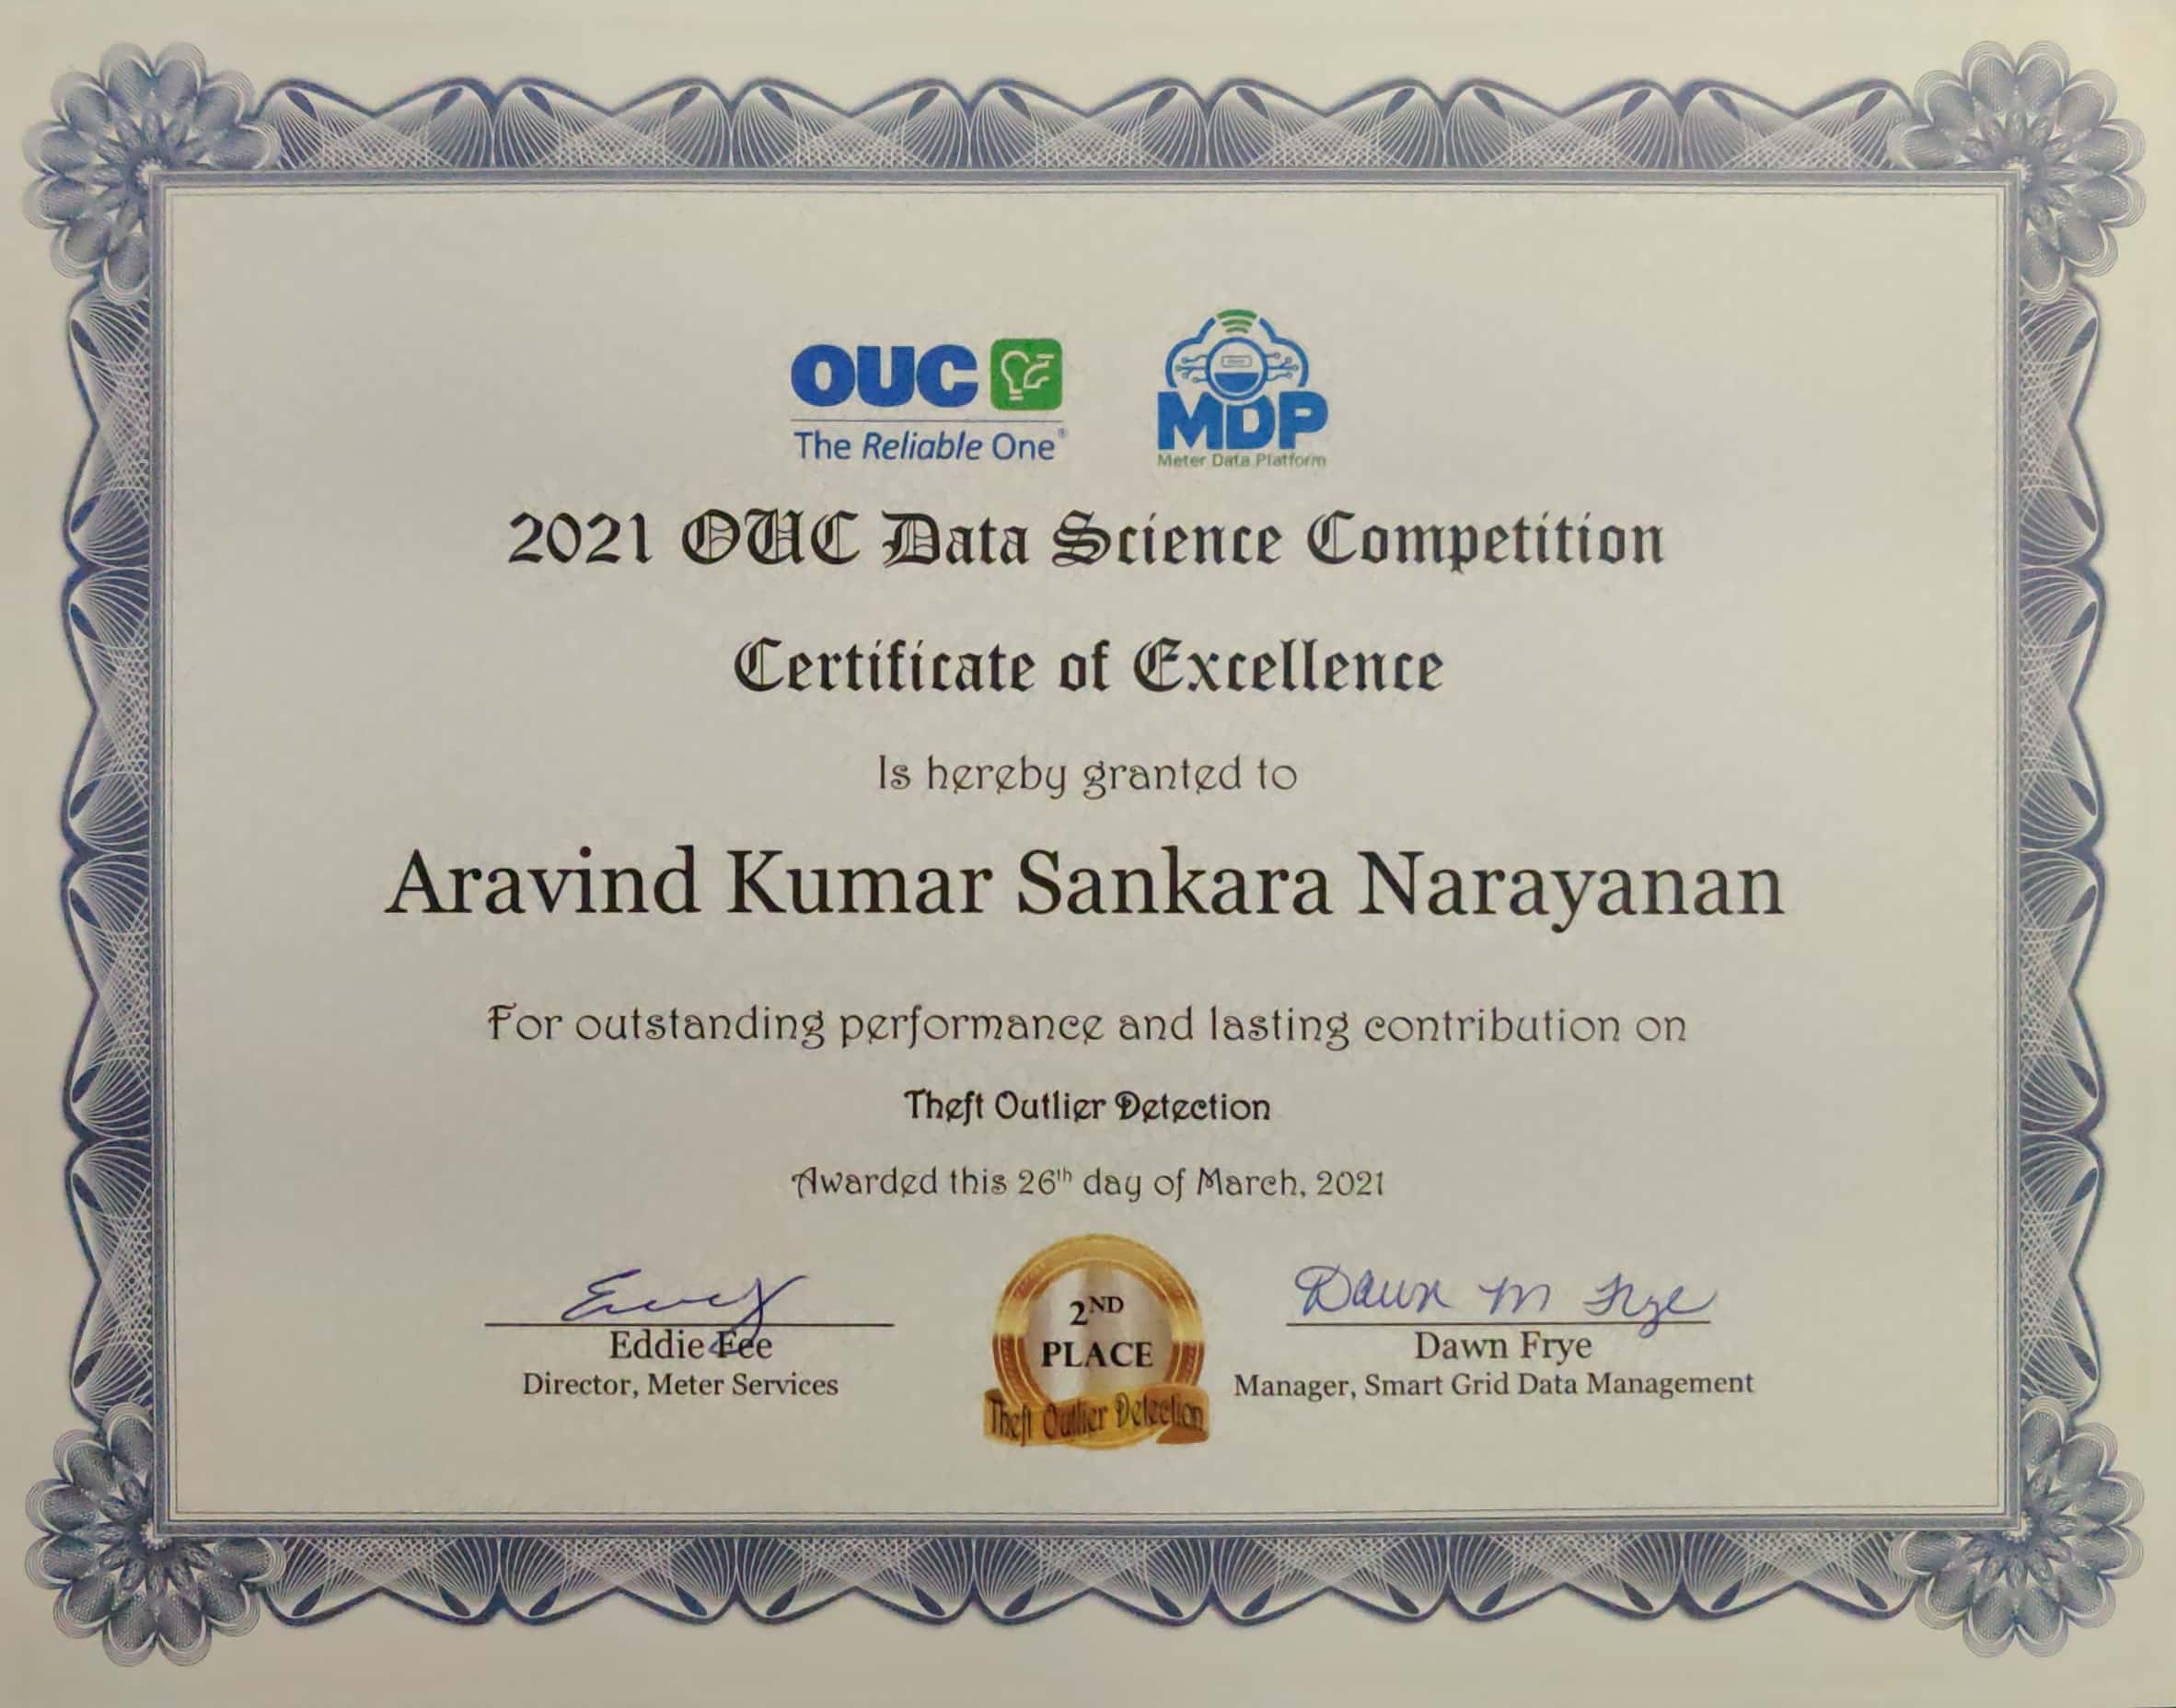 OUC
The Reliable One®
MDP
Meter Data Platform
2021 OUC Data Science Competition
Certificate of Excellence
Is hereby granted to
Aravind Kumar Sankara Narayanan
For outstanding performance and lasting contribution on
Theft Outlier Detection
Awarded this 26th day of March, 2021
Eddie Fee
Director, Meter Services
2ND
PLACE
Theft Outlier Detection
Dawn M Frye
Dawn Frye
Manager, Smart Grid Data Management